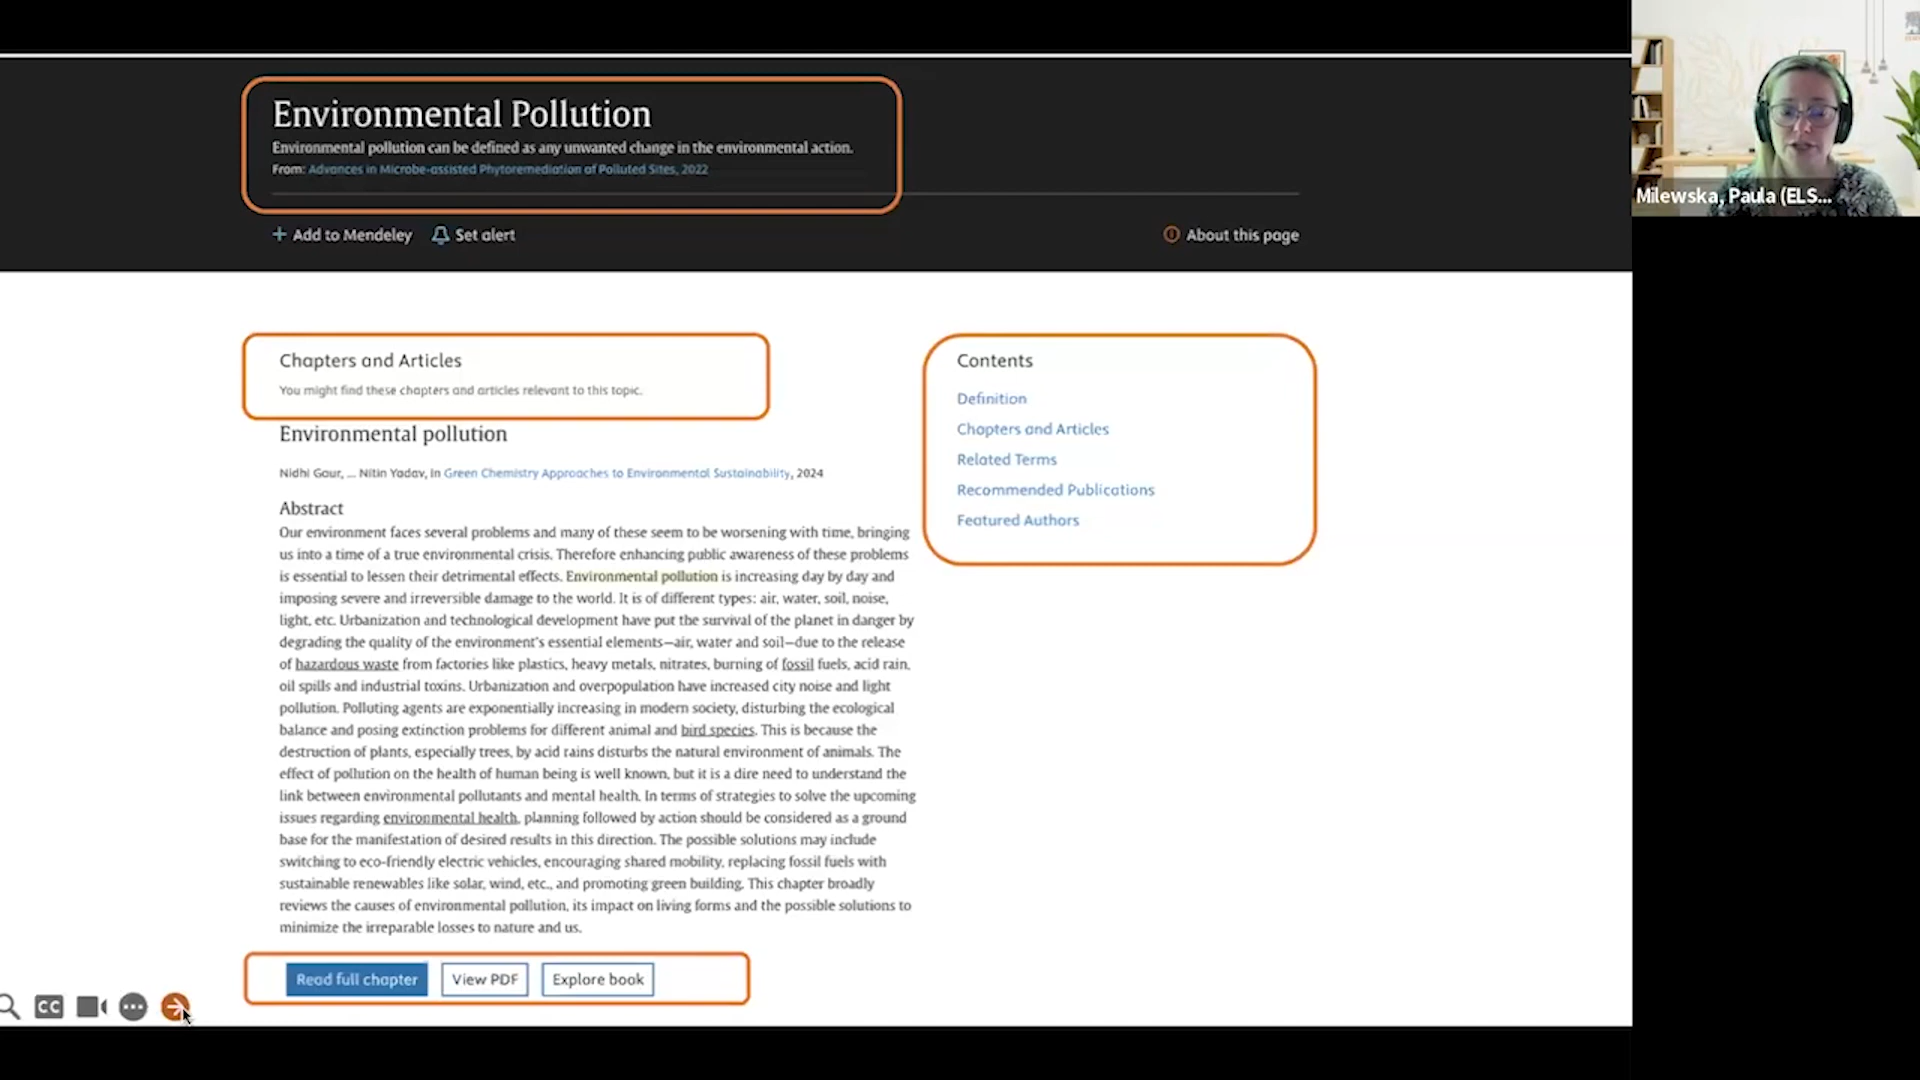 Environmental Pollution
Environmental pollution can be defined as any unwanted change in the environmental action.
From: Advances in Microbe-assisted Phytoremediation of Polluted Sites, 2022
+ Add to Mendeley Set alert
About this page
Chapters and Articles
You might find these chapters and articles relevant to this topic.
Environmental pollution
Nidhi Gaur, ... Nitin Yadav, in Green Chemistry Approaches to Environmental Sustainability, 2024
Abstract
Our environment faces several problems and many of these seem to be worsening with time, bringing
us into a time of a true environmental crisis. Therefore enhancing public awareness of these problems
is essential to lessen their detrimental effects. Environmental pollution is increasing day by day and
imposing severe and irreversible damage to the world. It is of different types: air, water, soil, noise,
light, etc. Urbanization and technological development have put the survival of the planet in danger by
degrading the quality of the environment's essential elements—air, water and soil—due to the release
of hazardous waste from factories like plastics, heavy metals, nitrates, burning of fossil fuels, acid rain,
oil spills and industrial toxins. Urbanization and overpopulation have increased city noise and light
pollution. Polluting agents are exponentially increasing in modern society, disturbing the ecological
balance and posing extinction problems for different animal and bird species. This is because the
destruction of plants, especially trees, by acid rains disturbs the natural environment of animals. The
effect of pollution on the health of human being is well known, but it is a dire need to understand the
link between environmental pollutants and mental health. In terms of strategies to solve the upcoming
issues regarding environmental health, planning followed by action should be considered as a ground
base for the manifestation of desired results in this direction. The possible solutions may include
switching to eco-friendly electric vehicles, encouraging shared mobility, replacing fossil fuels with
sustainable renewables like solar, wind, etc., and promoting green building. This chapter broadly
reviews the causes of environmental pollution, its impact on living forms and the possible solutions to
minimize the irreparable losses to nature and us.
Read full chapter
View PDF
Explore book
Contents
Definition
Chapters and Articles
Related Terms
Recommended Publications
Featured Authors
CC
Milewska, Paula (ELS...